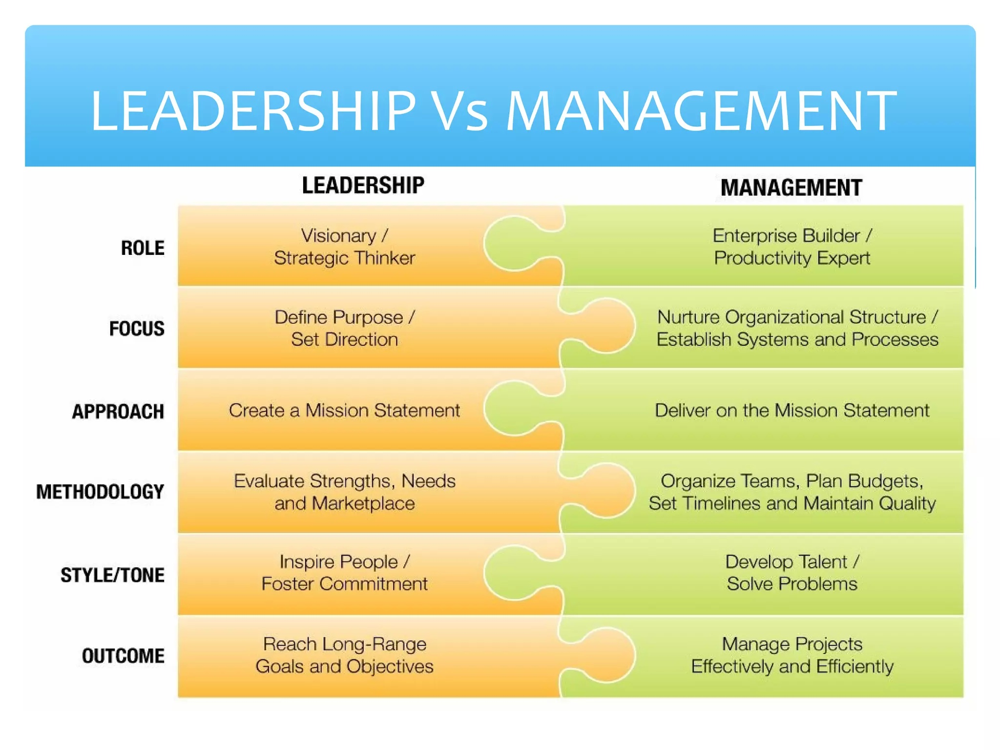 LEADERSHIP Vs MANAGEMENT
LEADERSHIP
MANAGEMENT
ROLE
Visionary /
Strategic Thinker
Enterprise Builder /
Productivity Expert
FOCUS
Define Purpose /
Set Direction
Nurture Organizational Structure /
Establish Systems and Processes
APPROACH
Create a Mission Statement
Deliver on the Mission Statement
METHODOLOGY
Evaluate Strengths, Needs
and Marketplace
Organize Teams, Plan Budgets,
Set Timelines and Maintain Quality
STYLE/TONE
Inspire People /
Foster Commitment
Develop Talent /
Solve Problems
OUTCOME
Reach Long-Range
Goals and Objectives
Manage Projects
Effectively and Efficiently